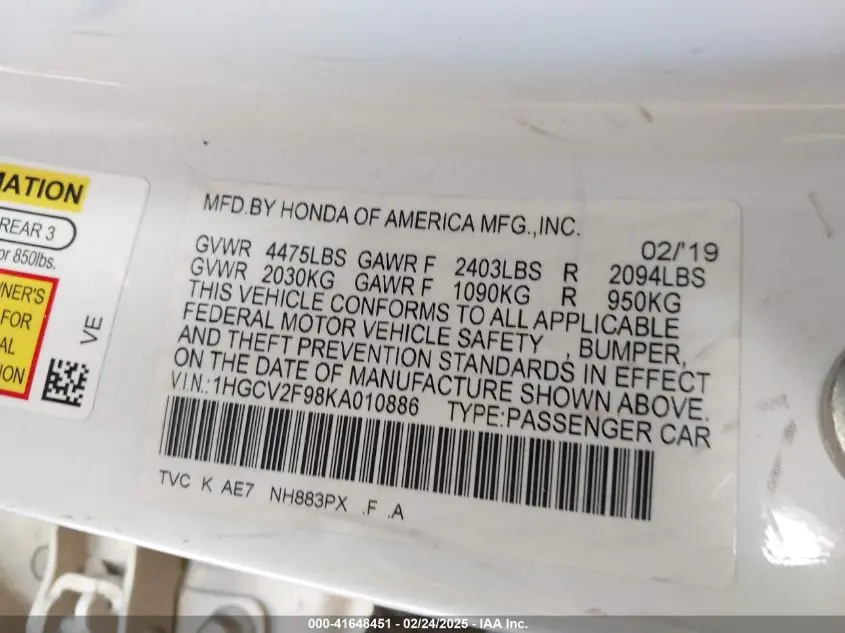 MATION
REAR 3
or 850lbs.
WNER'S
FOR
AL
ION
VE
MFD.BY HONDA OF AMERICA MFG.,INC.
02/'19
GVWR 4475LBS GAWR F 2403LBS R 2094LBS
GVWR 2030KG GAWR F 1090KG R 950KG
THIS VEHICLE CONFORMS TO ALL APPLICABLE
FEDERAL MOTOR VEHICLE SAFETY , BUMPER,
AND THEFT PREVENTION STANDARDS IN EFFECT
ON THE DATE OF MANUFACTURE SHOWN ABOVE.
VIN.:1HGCV2F98KA010886 TYPE:PASSENGER CAR
TVC K AE7 NH883PX .F .A
000-41648451 - 02/24/2025 - IAA Inc.